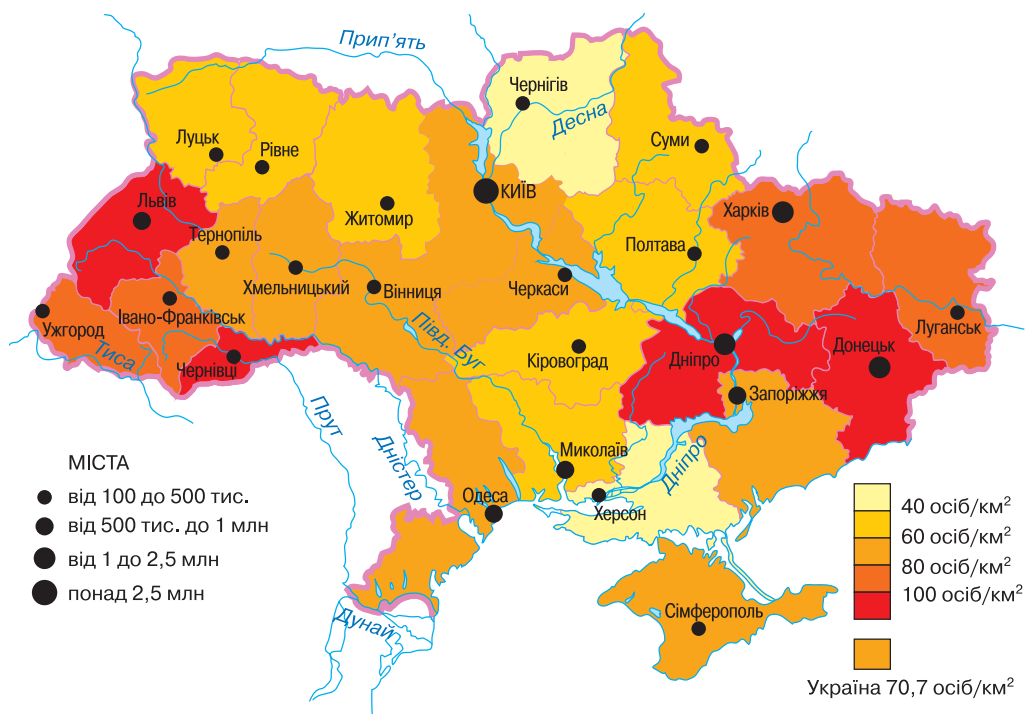 Прип’ять
Чернігів
Десна
Суми
Луцьк
Рівне
КИЇВ
Львів
Житомир
Харків
Тернопіль
Полтава
Хмельницький
Вінниця
Черкаси
Ужгород
Івано-Франківськ
Луганськ
Тиса
Півд. Буг
Чернівці
Кіровоград
Дніпро
Донецьк
Запоріжжя
Прут
Дністер
Миколаїв
Дніпро
Одеса
Херсон
Дунай
Сімферополь
МІСТА
від 100 до 500 тис.
від 500 тис. до 1 млн
від 1 до 2,5 млн
понад 2,5 млн
40 осіб/км²
60 осіб/км²
80 осіб/км²
100 осіб/км²
Україна 70,7 осіб/км²